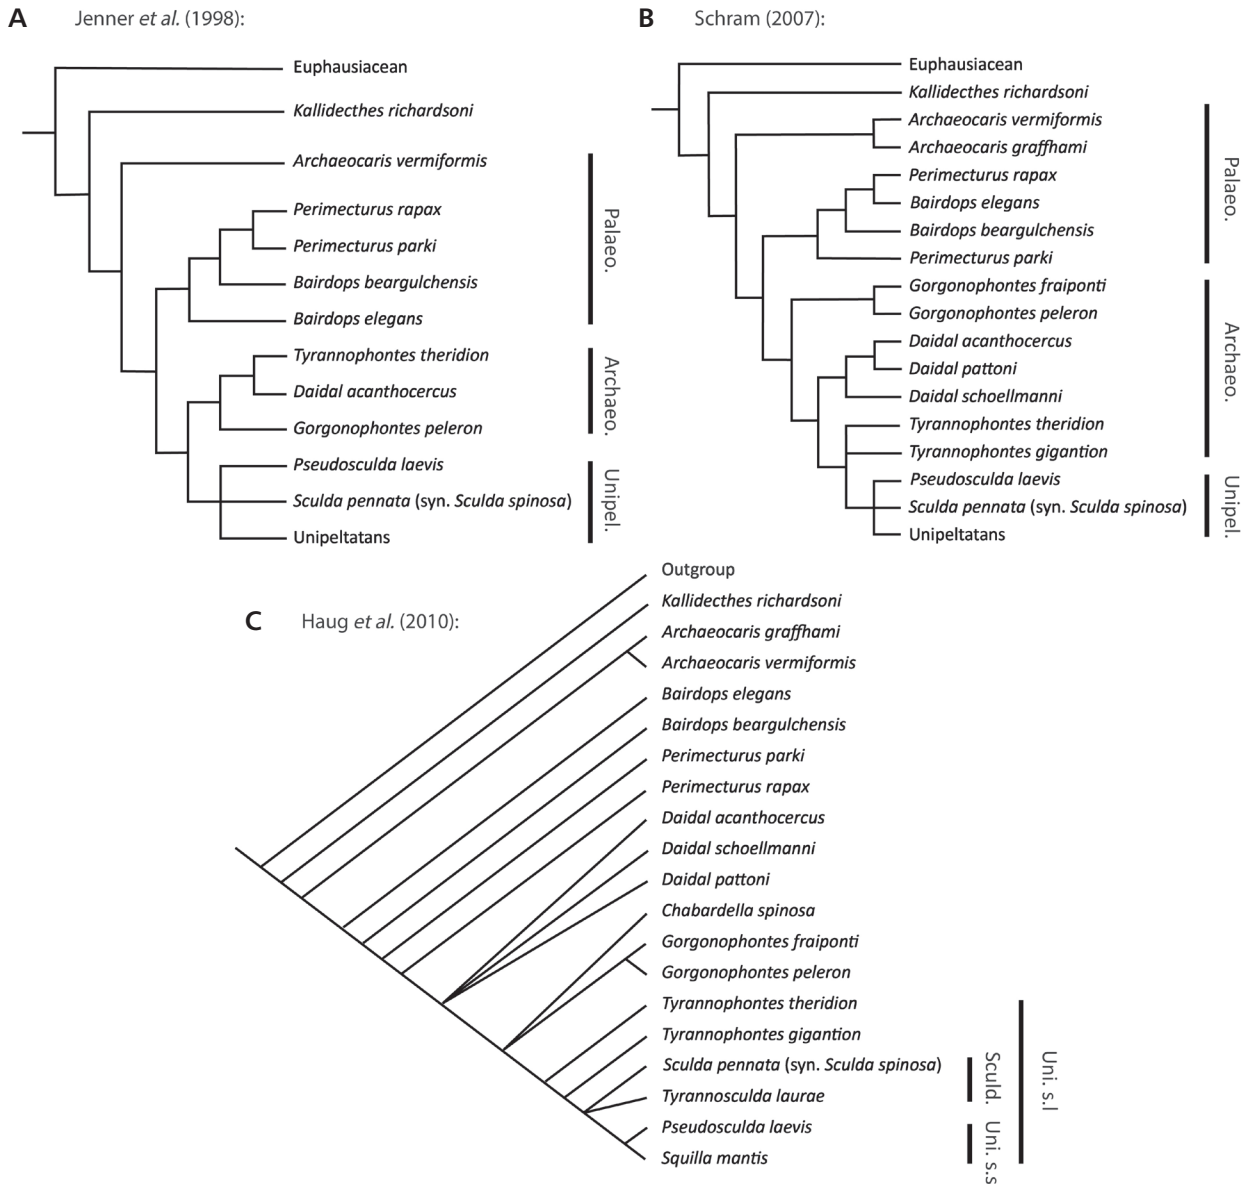 A Jenner et al. (1998):
Euphausiacean
Kallidecthes richardsoni
Archaeocaris vermiformis
Perimecturus rapax
Perimecturus parki
Bairdops beargulchensis
Bairdops elegans
Tyrannophontes theridion
Daidal acanthocercus
Gorgonophontes peleron
Pseudosculda laevis
Sculda pennata (syn. Sculda spinosa)
Unipeltatans
Palaeo.
Archaeo.
Unipel.
B Schram (2007):
Euphausiacean
Kallidecthes richardsoni
Archaeocaris vermiformis
Archaeocaris graffhami
Perimecturus rapax
Bairdops elegans
Bairdops beargulchensis
Perimecturus parki
Gorgonophontes fraiponti
Gorgonophontes peleron
Daidal acanthocercus
Daidal pattoni
Daidal schoellmanni
Tyrannophontes theridion
Tyrannophontes gigantion
Pseudosculda laevis
Sculda pennata (syn. Sculda spinosa)
Unipeltatans
Palaeo.
Archaeo.
Unipel.
C Haug et al. (2010):
Outgroup
Kallidecthes richardsoni
Archaeocaris graffhami
Archaeocaris vermiformis
Bairdops elegans
Bairdops beargulchensis
Perimecturus parki
Perimecturus rapax
Daidal acanthocercus
Daidal schoellmanni
Daidal pattoni
Chabardella spinosa
Gorgonophontes fraiponti
Gorgonophontes peleron
Tyrannophontes theridion
Tyrannophontes gigantion
Sculda pennata (syn. Sculda spinosa)
Tyrannosculda laurae
Pseudosculda laevis
Squilla mantis
Sculd.
Uni. s.s
Uni. s.l